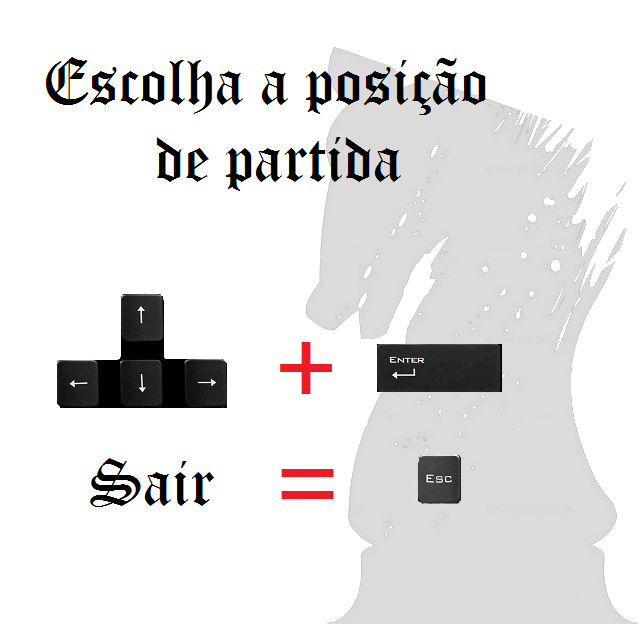 Escolha a posição
de partida
↑
← ↓ →
+
ENTER
↵
Sair = ESC